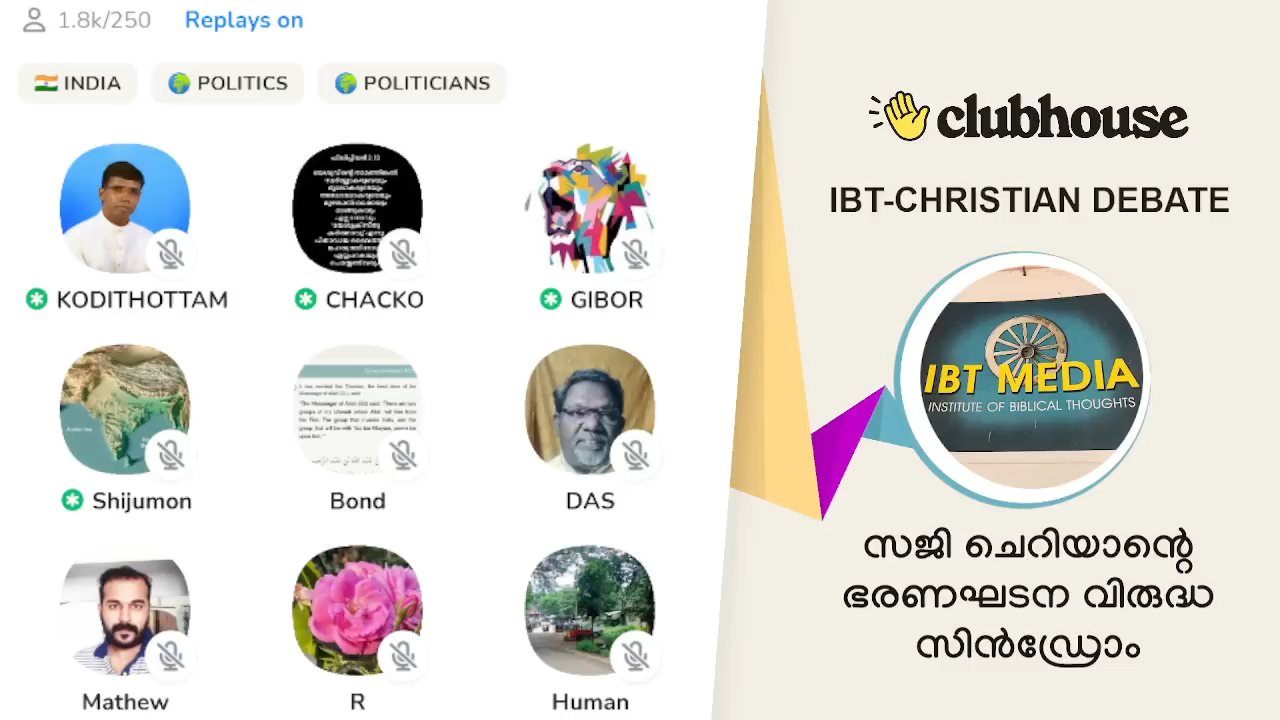 1.8k/250 Replays on
INDIA POLITICS POLITICIANS
KODITHOTTAM CHACKO GIBOR
Shijumon Bond DAS
Mathew R Human
clubhouse
IBT-CHRISTIAN DEBATE
IBT MEDIA
INSTITUTE OF BIBLICAL THOUGHTS
സജി ചെറിയാന്റെ
ഭരണഘടന വിരുദ്ധ
സിൻഡ്രോം